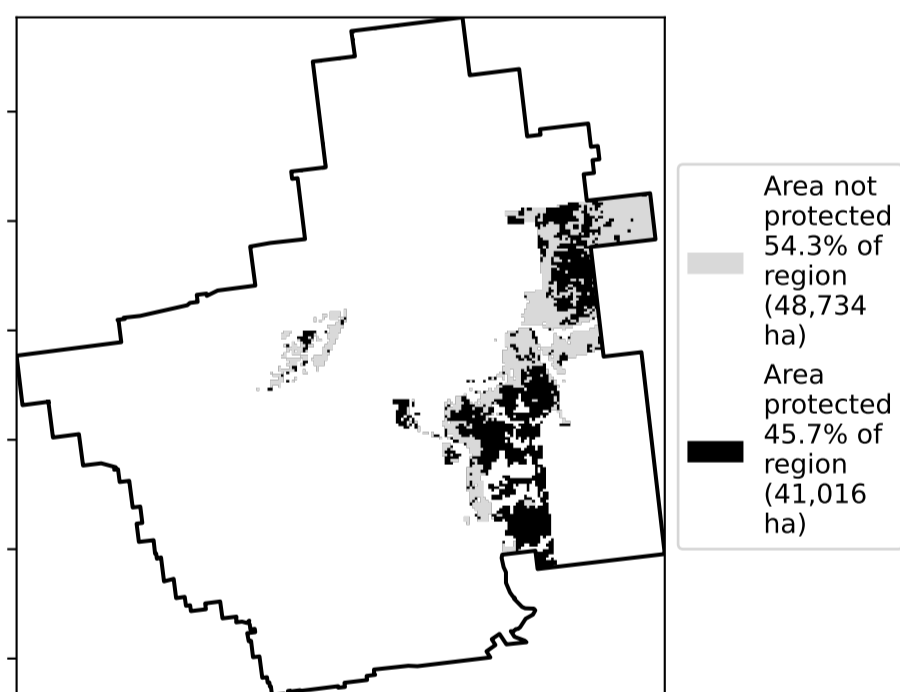 Area not
protected
54.3% of
region
(48,734
ha)
Area
protected
45.7% of
region
(41,016
ha)